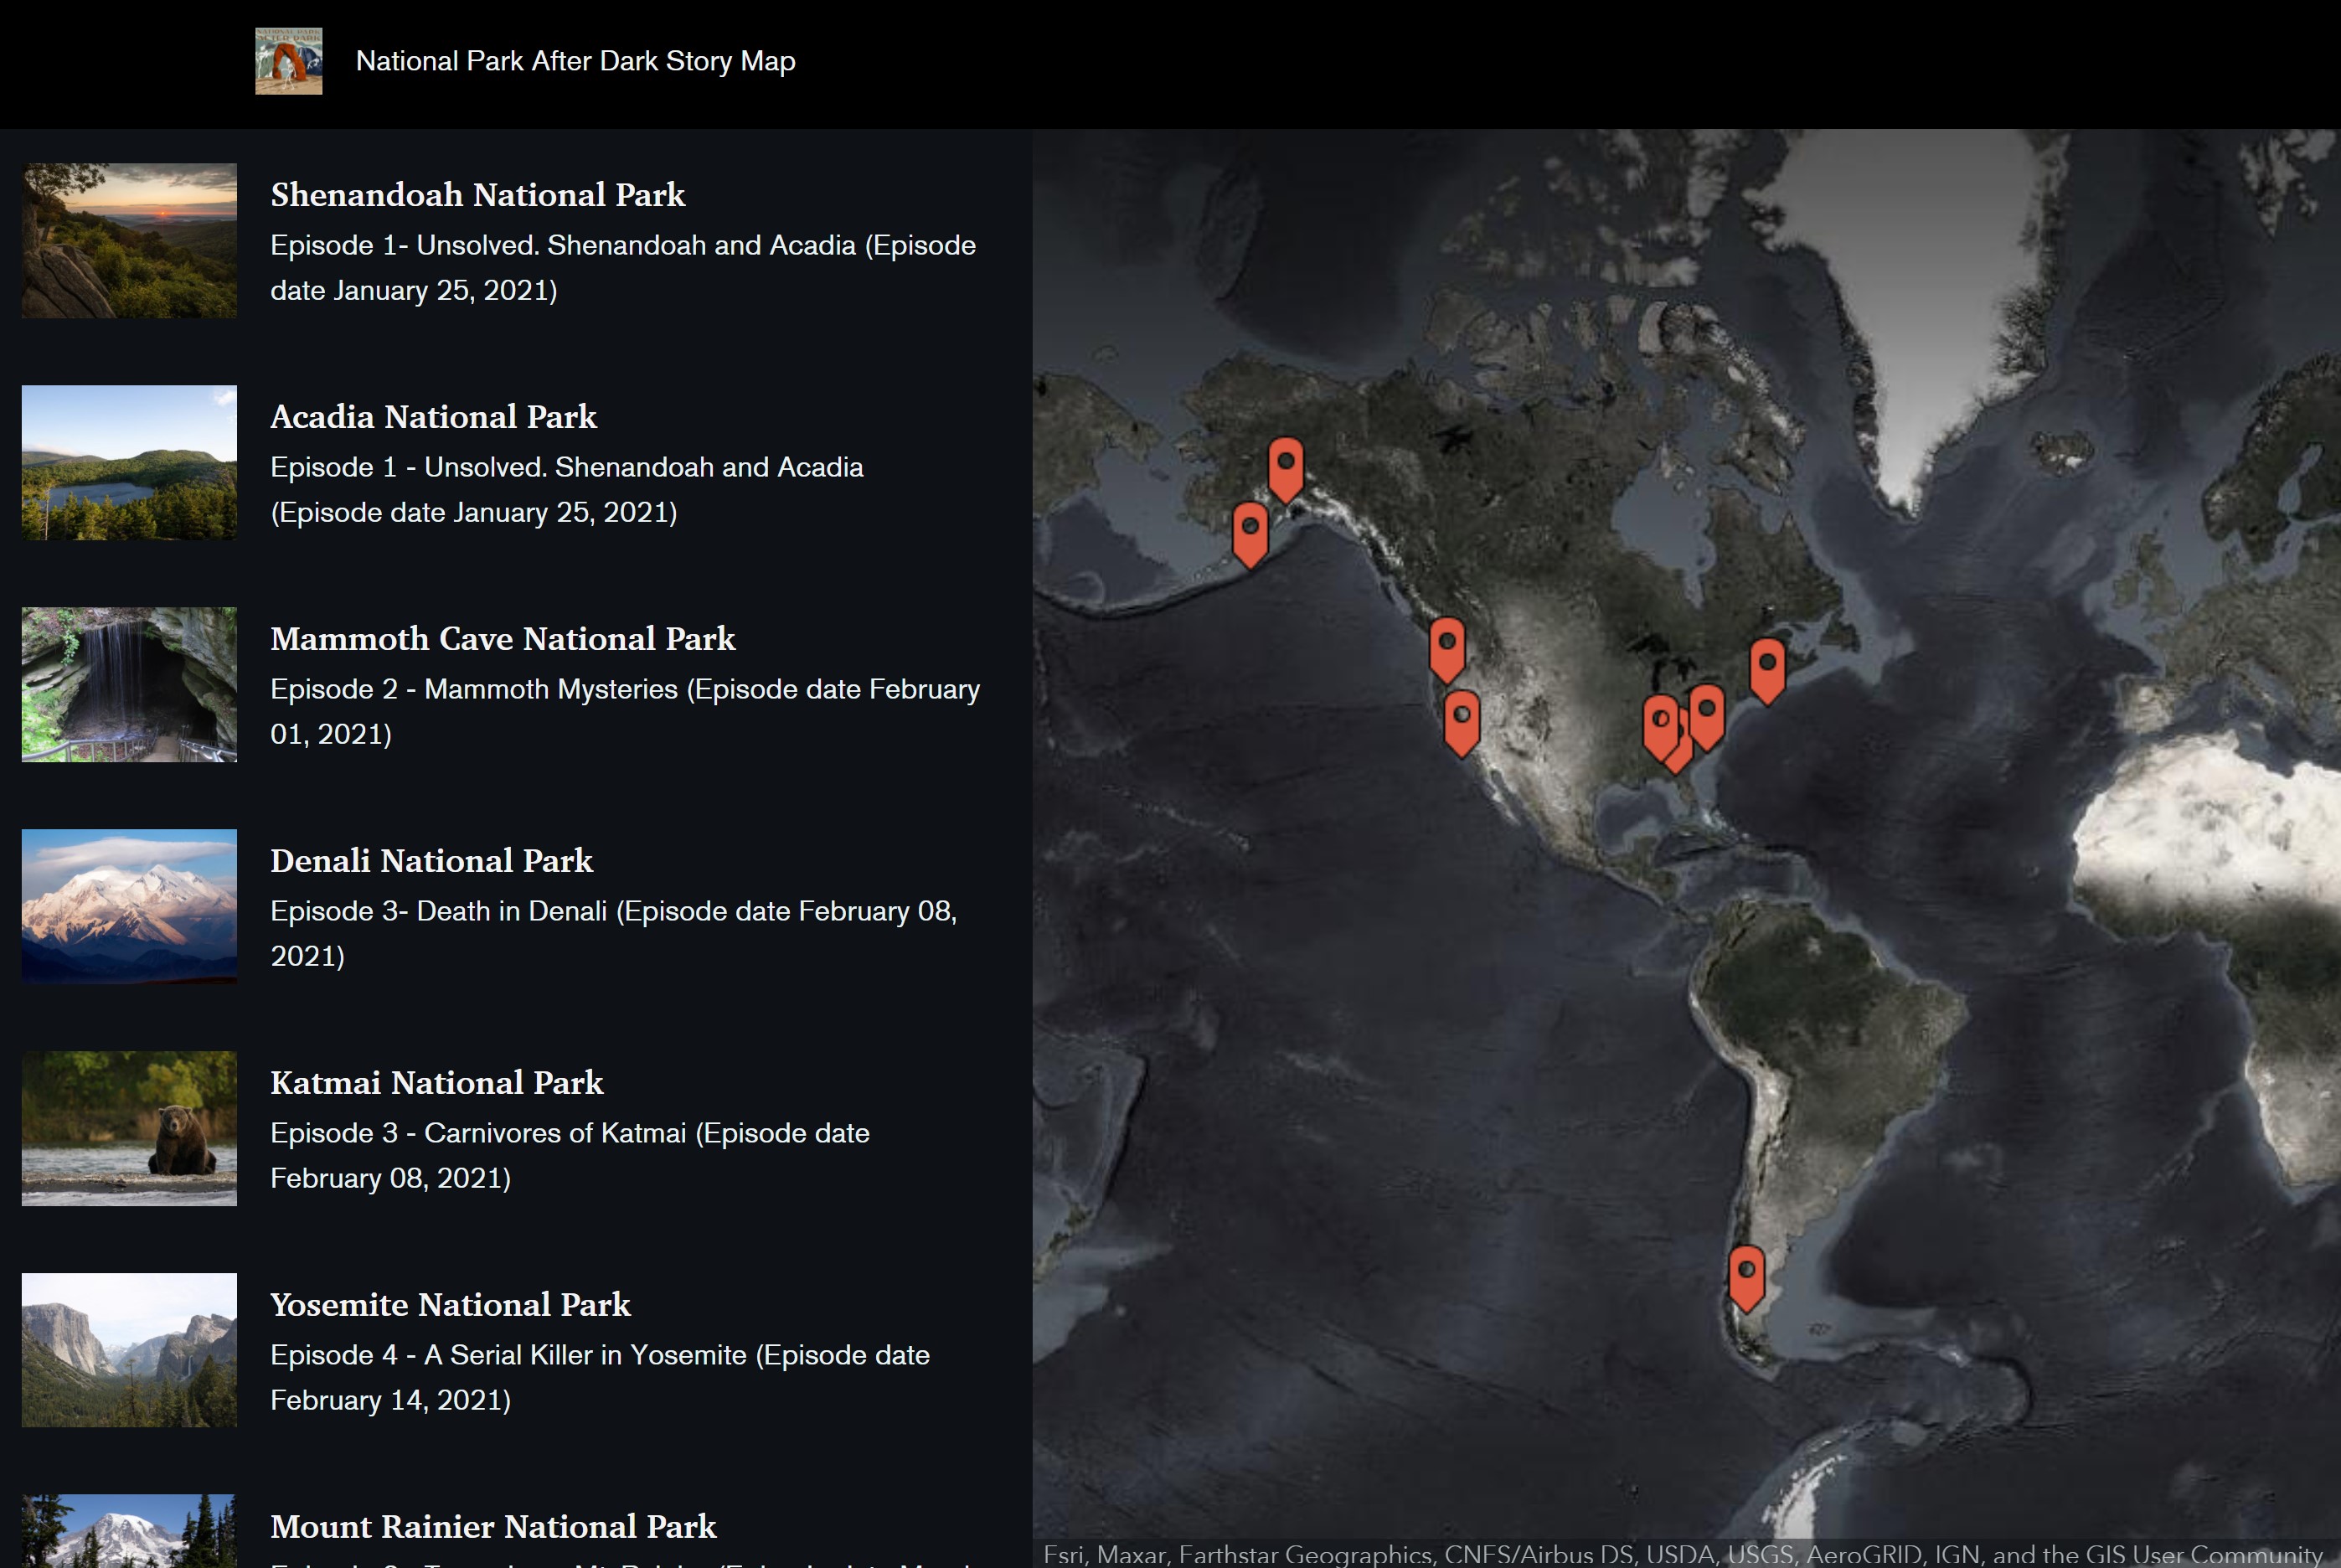 NATIONAL PARK
AFTER DARK
National Park After Dark Story Map
Shenandoah National Park
Episode 1- Unsolved. Shenandoah and Acadia (Episode
date January 25, 2021)
Acadia National Park
Episode 1 - Unsolved. Shenandoah and Acadia
(Episode date January 25, 2021)
Mammoth Cave National Park
Episode 2 - Mammoth Mysteries (Episode date February
01, 2021)
Denali National Park
Episode 3- Death in Denali (Episode date February 08,
2021)
Katmai National Park
Episode 3 - Carnivores of Katmai (Episode date
February 08, 2021)
Yosemite National Park
Episode 4 - A Serial Killer in Yosemite (Episode date
February 14, 2021)
Mount Rainier National Park
Esri, Maxar, Earthstar Geographics, CNES/Airbus DS, USDA, USGS, AeroGRID, IGN, and the GIS User Community